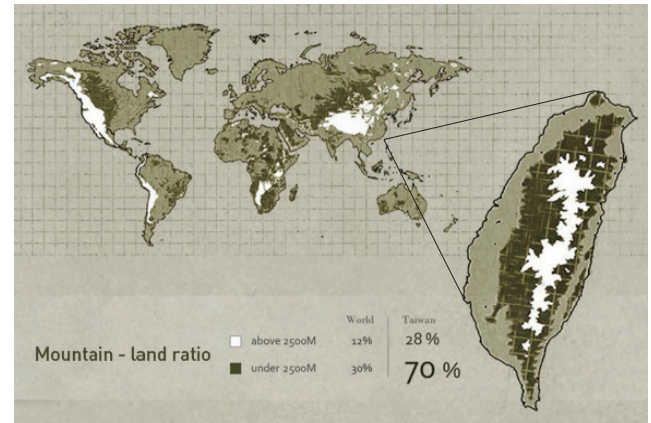 World Taiwan
Mountain - land ratio
above 2500M 12% 28 %
under 2500M 30% 70 %